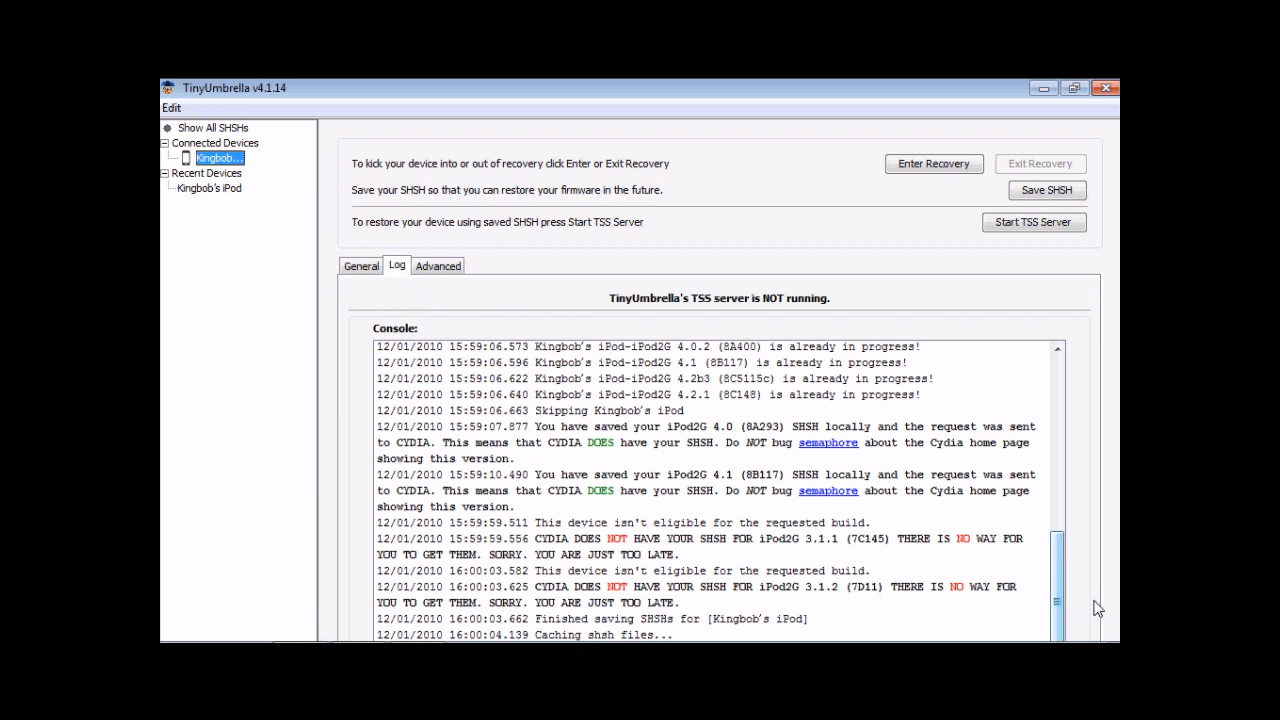 TinyUmbrella v4.1.14
Edit
Show All SHSHs
Connected Devices
Kingbob...
Recent Devices
Kingbob's iPod
To kick your device into or out of recovery click Enter or Exit Recovery
Enter Recovery
Exit Recovery
Save your SHSH so that you can restore your firmware in the future.
Save SHSH
To restore your device using saved SHSH press Start TSS Server
Start TSS Server
General
Log
Advanced
TinyUmbrella's TSS server is NOT running.
Console:
12/01/2010 15:59:06.573 Kingbob's iPod-iPod2G 4.0.2 (8A400) is already in progress!
12/01/2010 15:59:06.596 Kingbob's iPod-iPod2G 4.1 (8B117) is already in progress!
12/01/2010 15:59:06.622 Kingbob's iPod-iPod2G 4.2b3 (8C5115c) is already in progress!
12/01/2010 15:59:06.640 Kingbob's iPod-iPod2G 4.2.1 (8C148) is already in progress!
12/01/2010 15:59:06.663 Skipping Kingbob's iPod
12/01/2010 15:59:07.877 You have saved your iPod2G 4.0 (8A293) SHSH locally and the request was sent
to CYDIA. This means that CYDIA DOES have your SHSH. Do NOT bug semaphore about the Cydia home page
showing this version.
12/01/2010 15:59:10.490 You have saved your iPod2G 4.1 (8B117) SHSH locally and the request was sent
to CYDIA. This means that CYDIA DOES have your SHSH. Do NOT bug semaphore about the Cydia home page
showing this version.
12/01/2010 15:59:59.511 This device isn't eligible for the requested build.
12/01/2010 15:59:59.556 CYDIA DOES NOT HAVE YOUR SHSH FOR iPod2G 3.1.1 (7C145) THERE IS NO WAY FOR
YOU TO GET THEM. SORRY. YOU ARE JUST TOO LATE.
12/01/2010 16:00:03.582 This device isn't eligible for the requested build.
12/01/2010 16:00:03.625 CYDIA DOES NOT HAVE YOUR SHSH FOR iPod2G 3.1.2 (7D11) THERE IS NO WAY FOR
YOU TO GET THEM. SORRY. YOU ARE JUST TOO LATE.
12/01/2010 16:00:03.662 Finished saving SHSHs for [Kingbob's iPod]
12/01/2010 16:00:04.139 Caching shsh files...